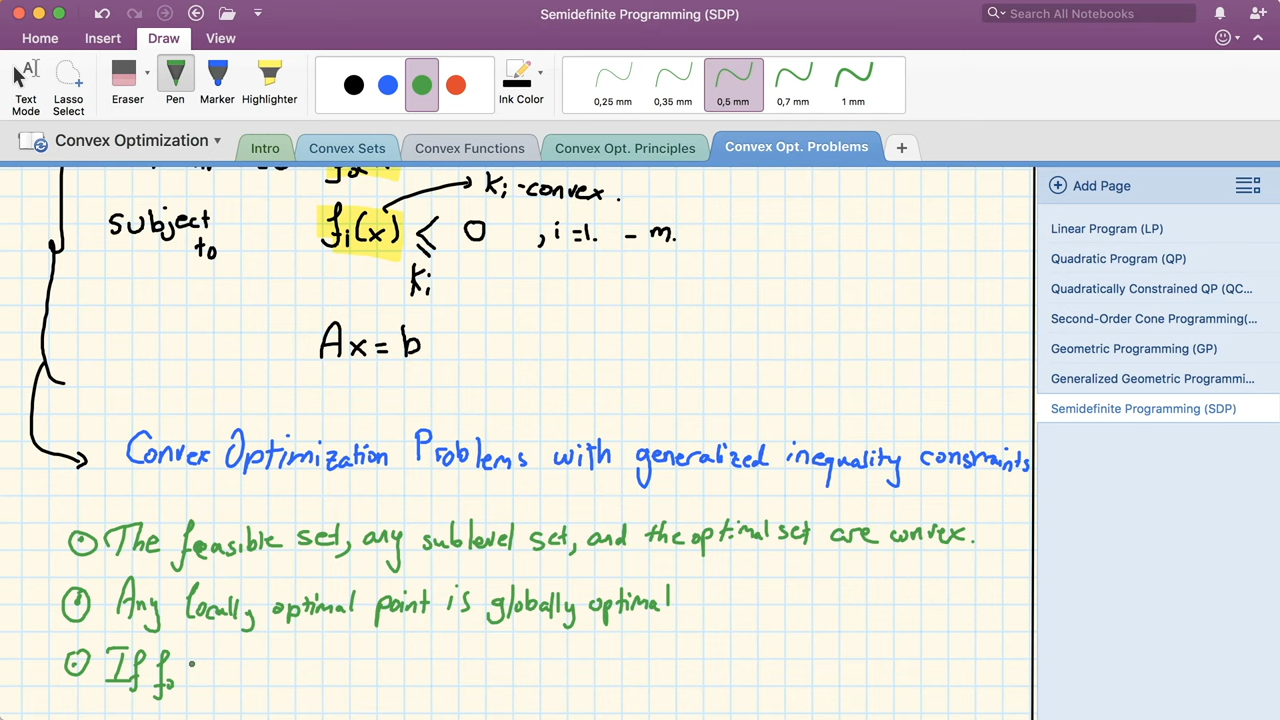 Semidefinite Programming (SDP)
Search All Notebooks
Home Insert Draw View
Text Mode
Lasso Select
Eraser
Pen
Marker
Highlighter
Ink Color
0,25 mm 0,35 mm 0,5 mm 0,7 mm 1 mm
Convex Optimization
Intro Convex Sets Convex Functions Convex Opt. Principles Convex Opt. Problems
Add Page
Linear Program (LP)
Quadratic Program (QP)
Quadratically Constrained QP (QC...
Second-Order Cone Programming(...
Geometric Programming (GP)
Generalized Geometric Programmi...
Semidefinite Programming (SDP)
Ki-convex.
subject to fi(x) ≤Ki 0 , i=1. - m.
Ax = b
Convex Optimization Problems with generalized inequality constraints
The feasible set, any sublevel set, and the optimal set are convex.
Any locally optimal point is globally optimal
If f0